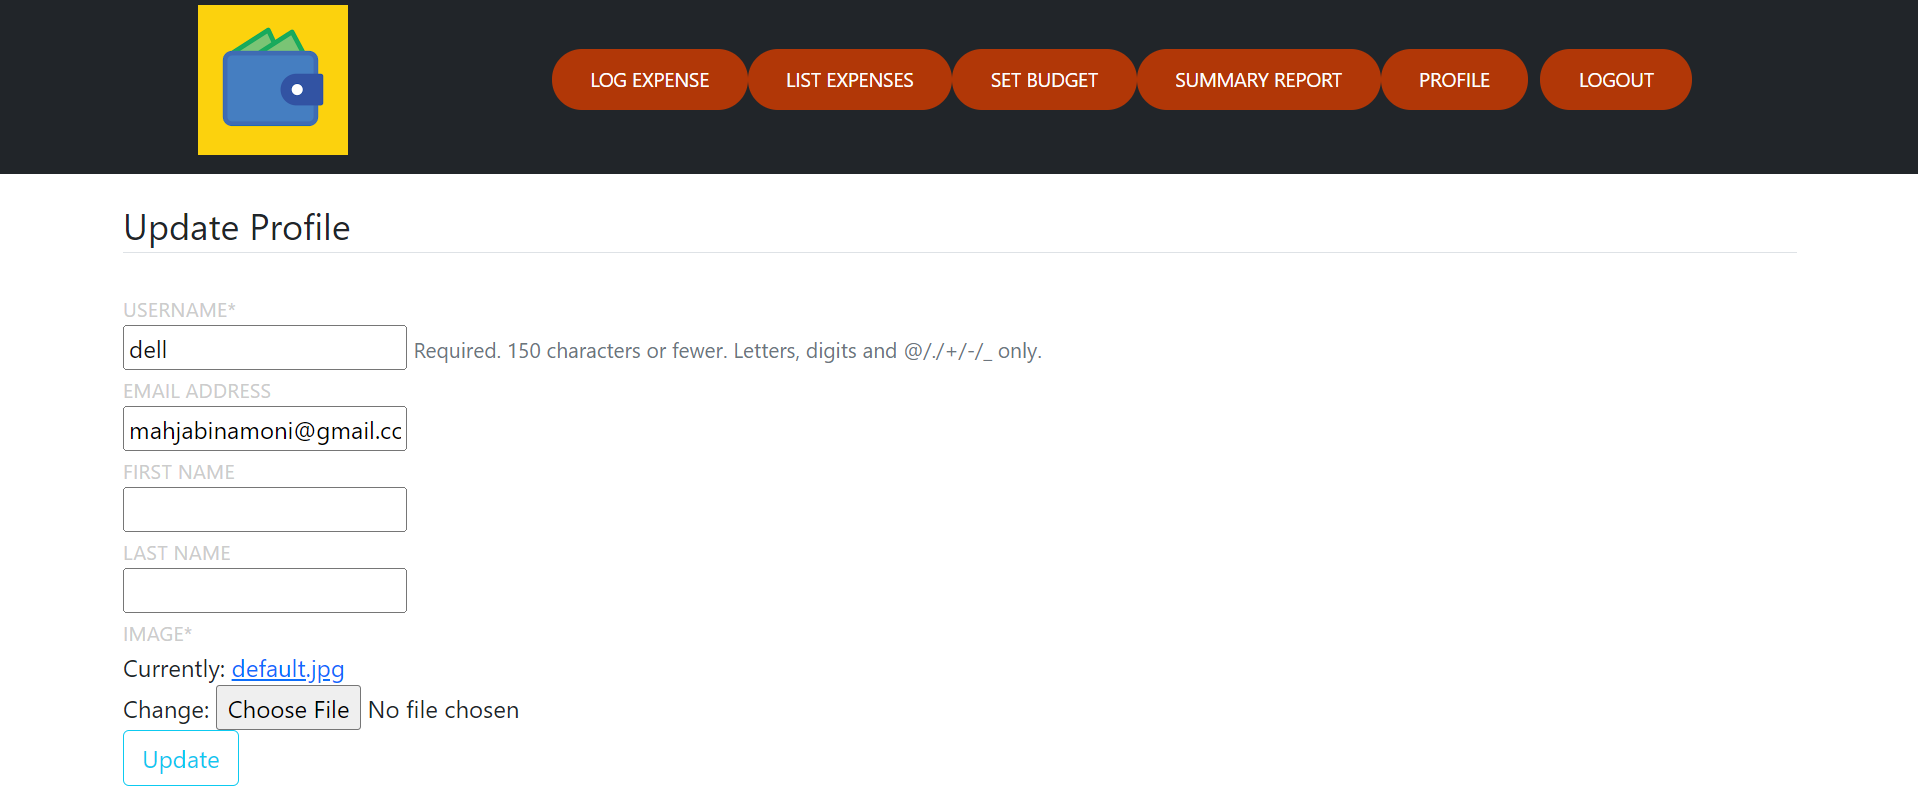 LOG EXPENSE LIST EXPENSES SET BUDGET SUMMARY REPORT PROFILE LOGOUT
Update Profile
USERNAME*
dell Required. 150 characters or fewer. Letters, digits and @/./+/-/_ only.
EMAIL ADDRESS
mahjabinamoni@gmail.cc
FIRST NAME
LAST NAME
IMAGE*
Currently: default.jpg
Change: Choose File No file chosen
Update